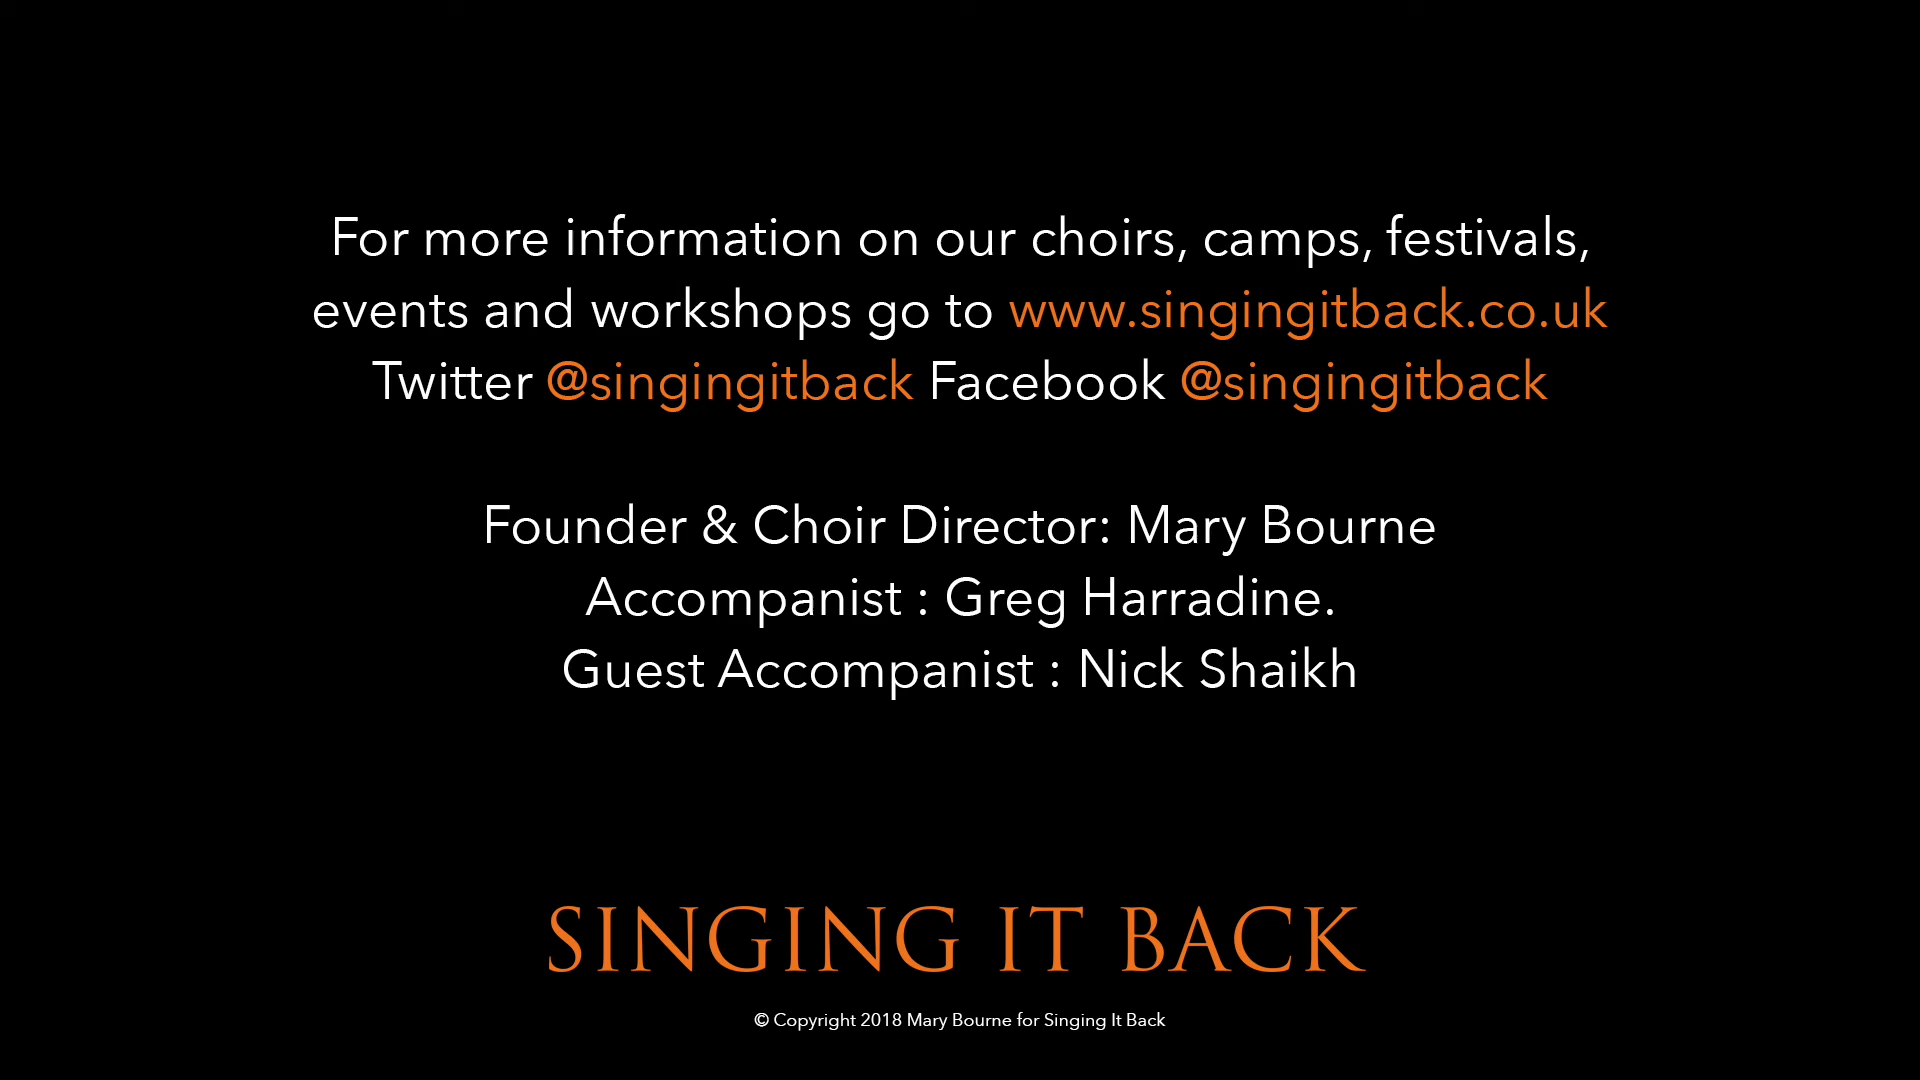 For more information on our choirs, camps, festivals,
events and workshops go to www.singingitback.co.uk
Twitter @singingitback Facebook @singingitback
Founder & Choir Director: Mary Bourne
Accompanist : Greg Harradine.
Guest Accompanist : Nick Shaikh
SINGING IT BACK
© Copyright 2018 Mary Bourne for Singing It Back